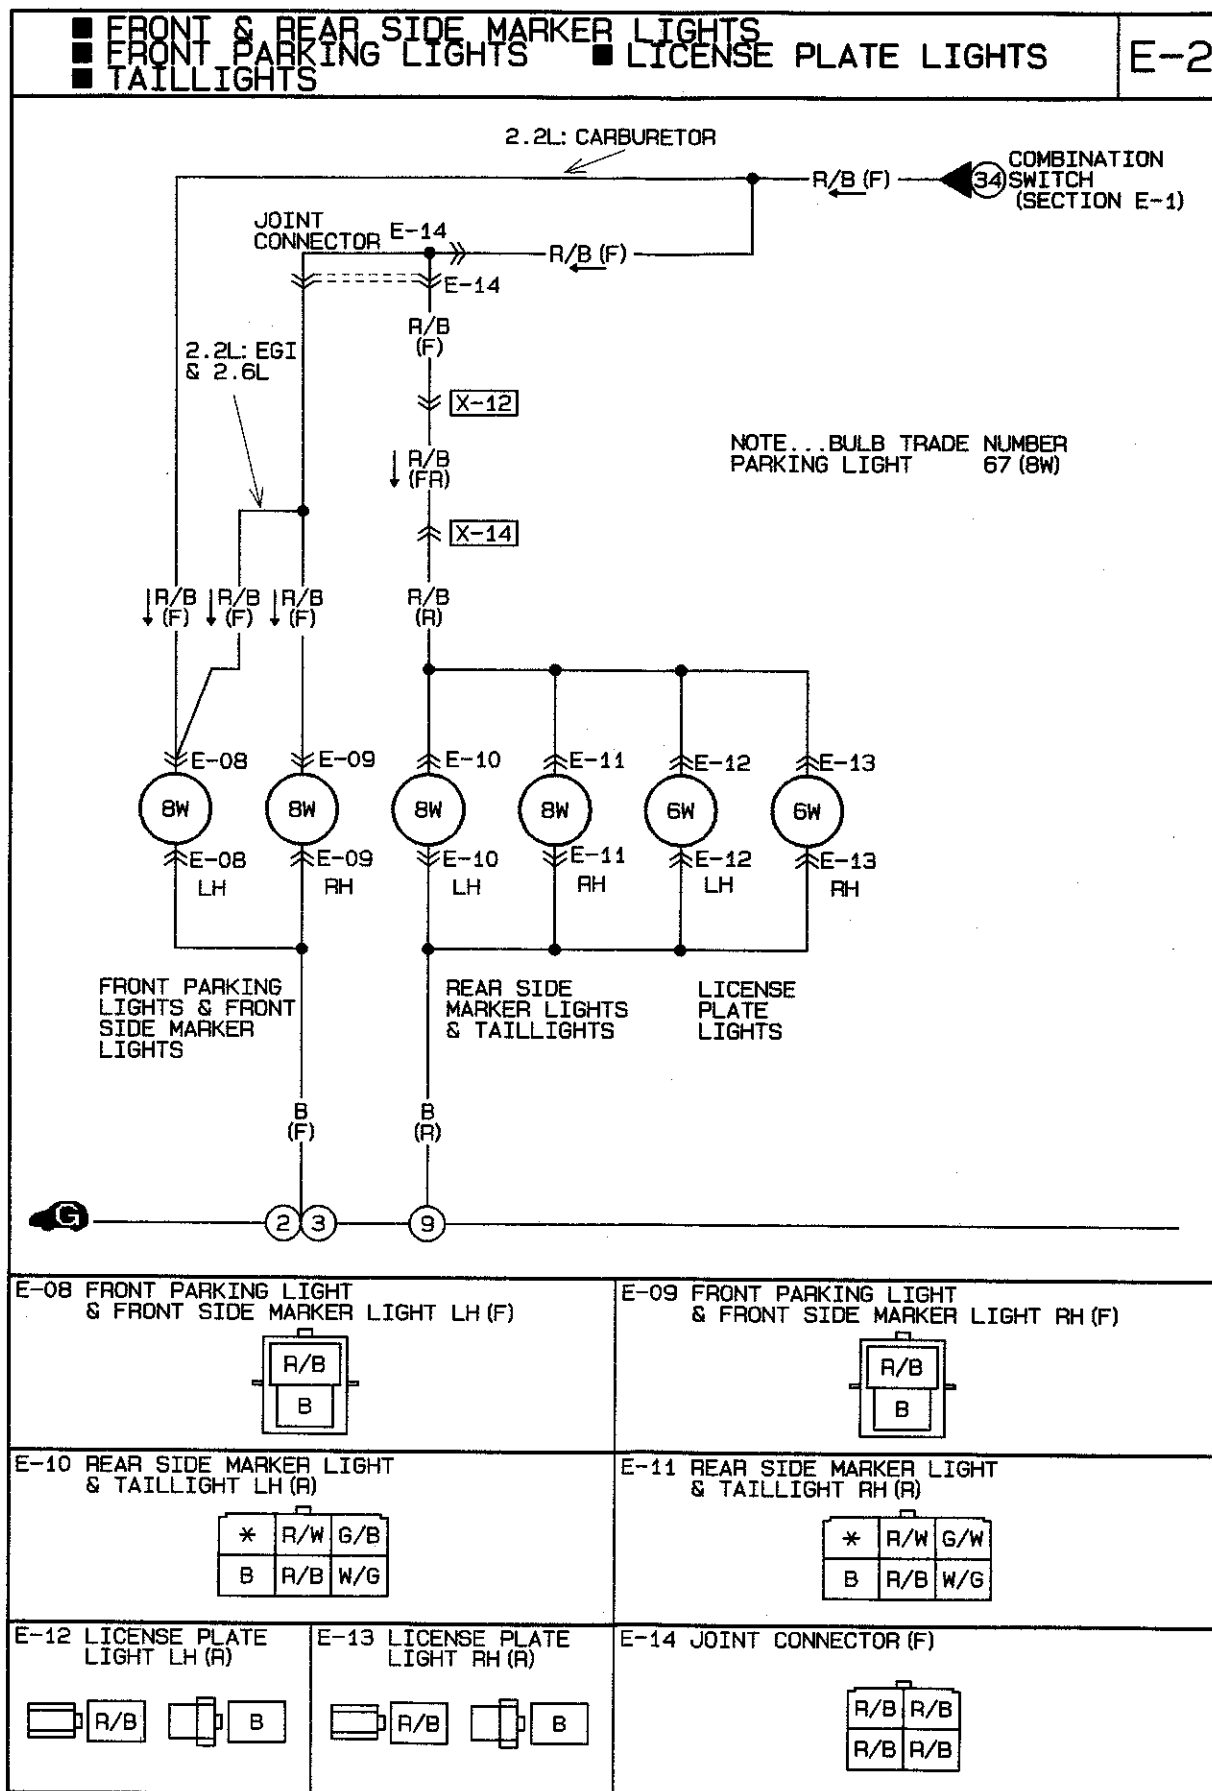 ■ FRONT & REAR SIDE MARKER LIGHTS
■ FRONT PARKING LIGHTS ■ LICENSE PLATE LIGHTS
■ TAILLIGHTS
E-2
2.2L: CARBURETOR
R/B (F)
34
COMBINATION
SWITCH
(SECTION E-1)
JOINT
CONNECTOR
E-14
R/B (F)
E-14
R/B
(F)
2.2L: EGI
& 2.6L
X-12
NOTE...BULB TRADE NUMBER
PARKING LIGHT 67 (8W)
R/B
(FR)
X-14
R/B
(F)
R/B
(F)
R/B
(F)
R/B
(R)
E-08 E-09 E-10 E-11 E-12 E-13
8W 8W 8W 8W 6W 6W
E-08 E-09 E-10 E-11 E-12 E-13
LH RH LH RH LH RH
FRONT PARKING
LIGHTS & FRONT
SIDE MARKER
LIGHTS
REAR SIDE
MARKER LIGHTS
& TAILLIGHTS
LICENSE
PLATE
LIGHTS
B
(F)
B
(R)
G 2 3 9
E-08 FRONT PARKING LIGHT
& FRONT SIDE MARKER LIGHT LH (F)
R/B
B
E-09 FRONT PARKING LIGHT
& FRONT SIDE MARKER LIGHT RH (F)
R/B
B
E-10 REAR SIDE MARKER LIGHT
& TAILLIGHT LH (R)
* R/W G/B
B R/B W/G
E-11 REAR SIDE MARKER LIGHT
& TAILLIGHT RH (R)
* R/W G/W
B R/B W/G
E-12 LICENSE PLATE
LIGHT LH (R)
R/B B
E-13 LICENSE PLATE
LIGHT RH (R)
R/B B
E-14 JOINT CONNECTOR (F)
R/B R/B
R/B R/B